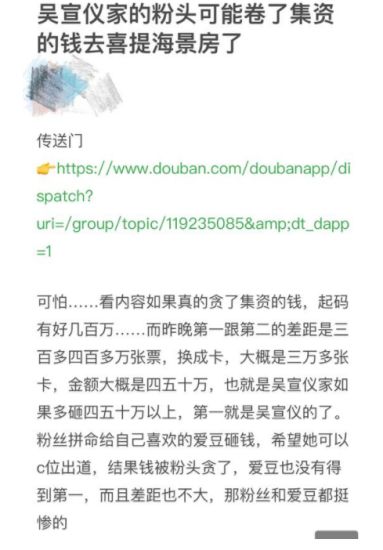 吴宣仪家的粉头可能卷了集资
的钱去喜提海景房了
传送门
👉https://www.douban.com/doubanapp/di
spatch?
uri=/group/topic/119235085&amp;dt_dapp
=1
可怕……看内容如果真的贪了集资的钱，起码
有好几百万……而昨晚第一跟第二的差距是三
百多四百多万张票，换成卡，大概是三万多张
卡，金额大概是四五十万，也就是吴宣仪家如
果多砸四五十万以上，第一就是吴宣仪的了。
粉丝拼命给自己喜欢的爱豆砸钱，希望她可以
c位出道，结果钱被粉头贪了，爱豆也没有得
到第一，而且差距也不大，那粉丝和爱豆都挺
惨的